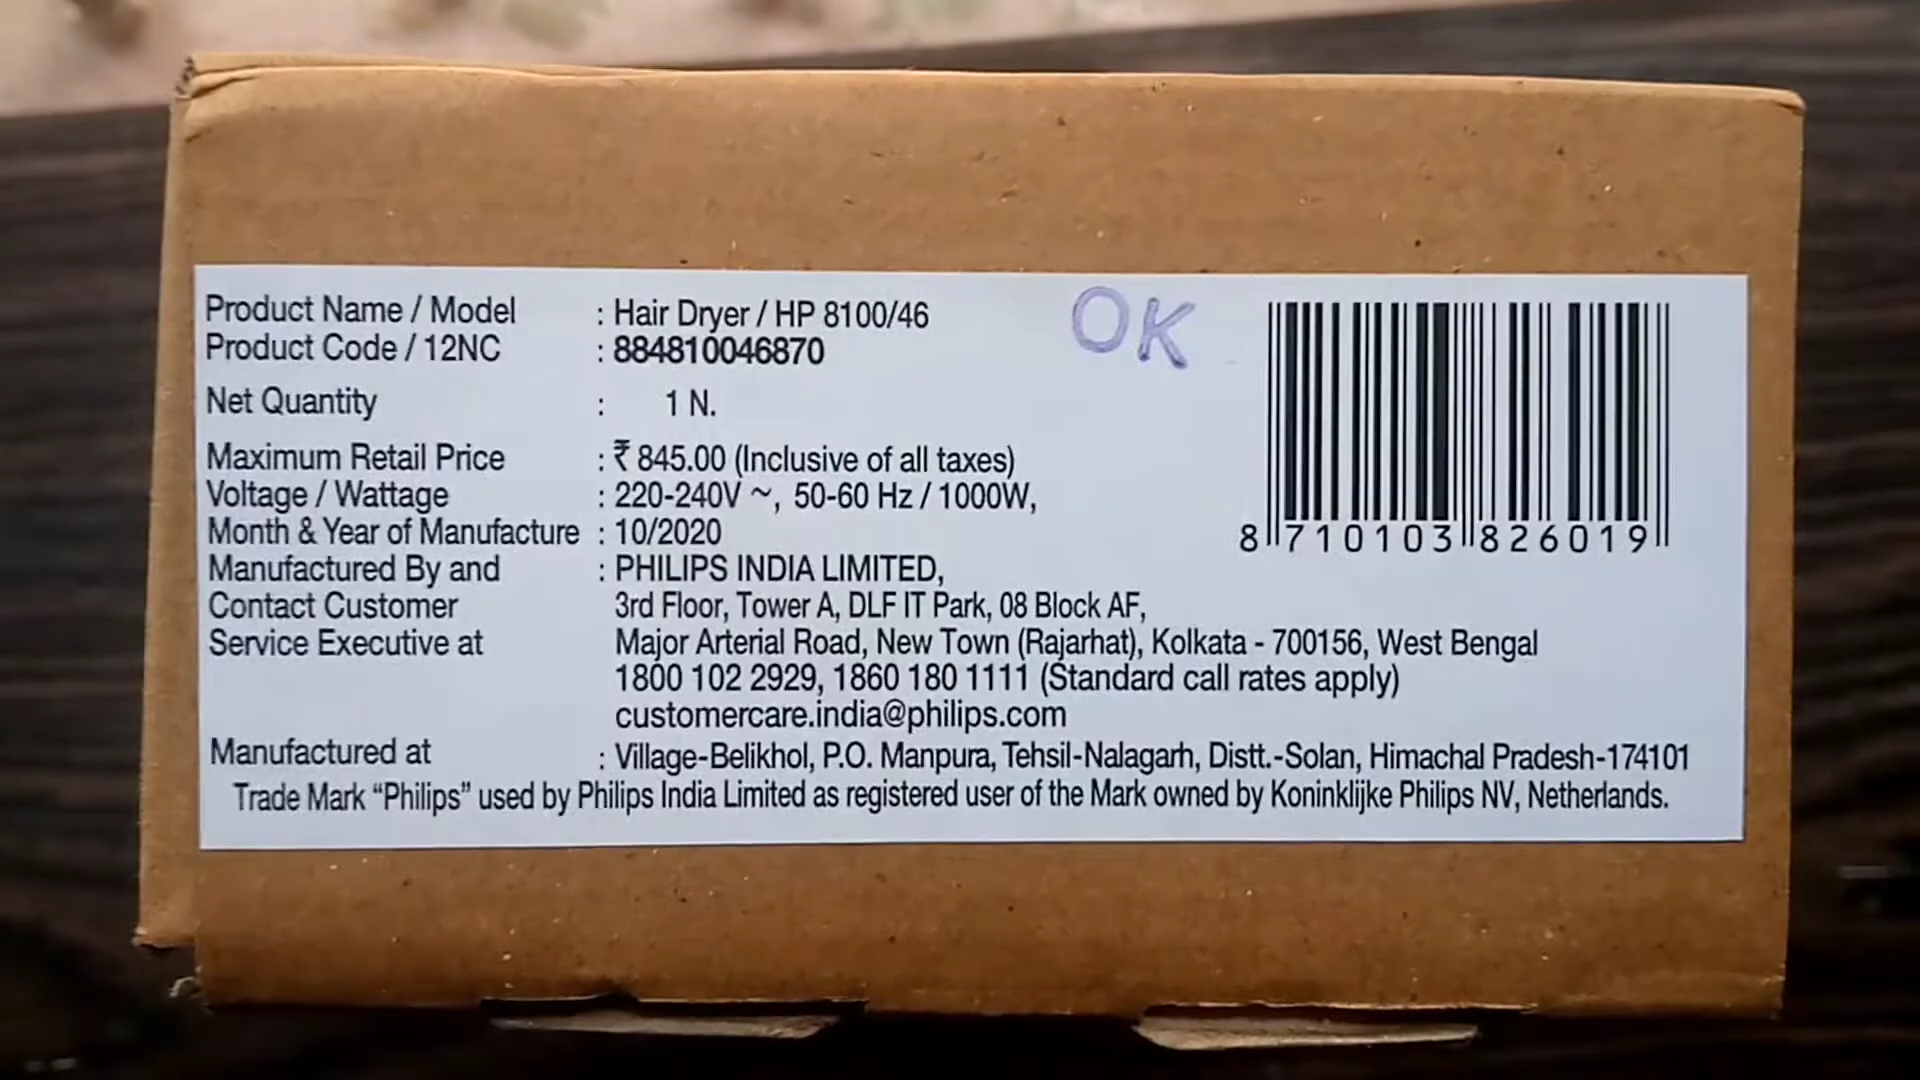 Product Name / Model : Hair Dryer / HP 8100/46
OK
Product Code / 12NC : 884810046870
Net Quantity : 1 N.
Maximum Retail Price : ₹ 845.00 (Inclusive of all taxes)
Voltage / Wattage : 220-240V ~, 50-60 Hz / 1000W,
Month & Year of Manufacture : 10/2020
8 710103 826019
Manufactured By and : PHILIPS INDIA LIMITED,
Contact Customer 3rd Floor, Tower A, DLF IT Park, 08 Block AF,
Service Executive at Major Arterial Road, New Town (Rajarhat), Kolkata - 700156, West Bengal
1800 102 2929, 1860 180 1111 (Standard call rates apply)
customercare.india@philips.com
Manufactured at : Village-Belikhol, P.O. Manpura, Tehsil-Nalagarh, Distt.-Solan, Himachal Pradesh-174101
Trade Mark “Philips” used by Philips India Limited as registered user of the Mark owned by Koninklijke Philips NV, Netherlands.